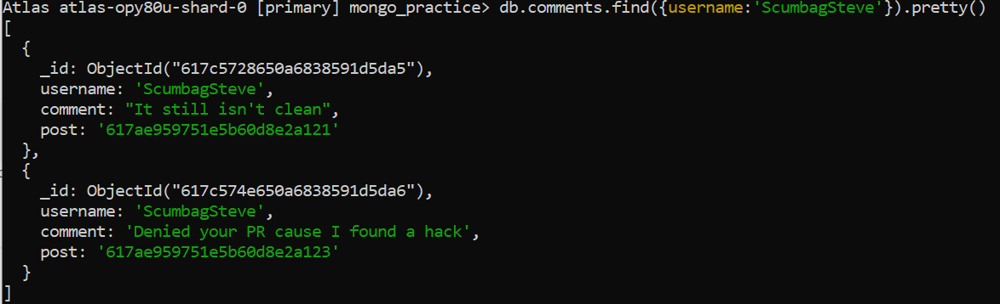 Atlas atlas-opy80u-shard-0 [primary] mongo_practice> db.comments.find({username:'ScumbagSteve'}).pretty()
[
  {
    _id: ObjectId("617c5728650a6838591d5da5"),
    username: 'ScumbagSteve',
    comment: "It still isn't clean",
    post: '617ae959751e5b60d8e2a121'
  },
  {
    _id: ObjectId("617c574e650a6838591d5da6"),
    username: 'ScumbagSteve',
    comment: 'Denied your PR cause I found a hack',
    post: '617ae959751e5b60d8e2a123'
  }
]